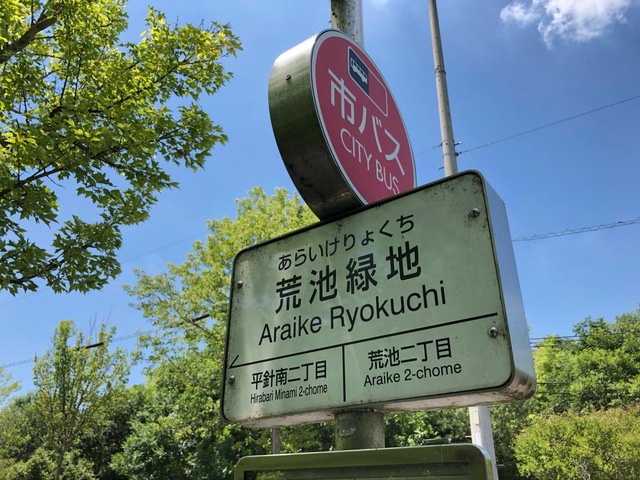 市バス
CITY BUS
あらいけりょくち
荒池緑地
Araike Ryokuchi
平針南二丁目
Hirabari Minami 2-chome
荒池二丁目
Araike 2-chome